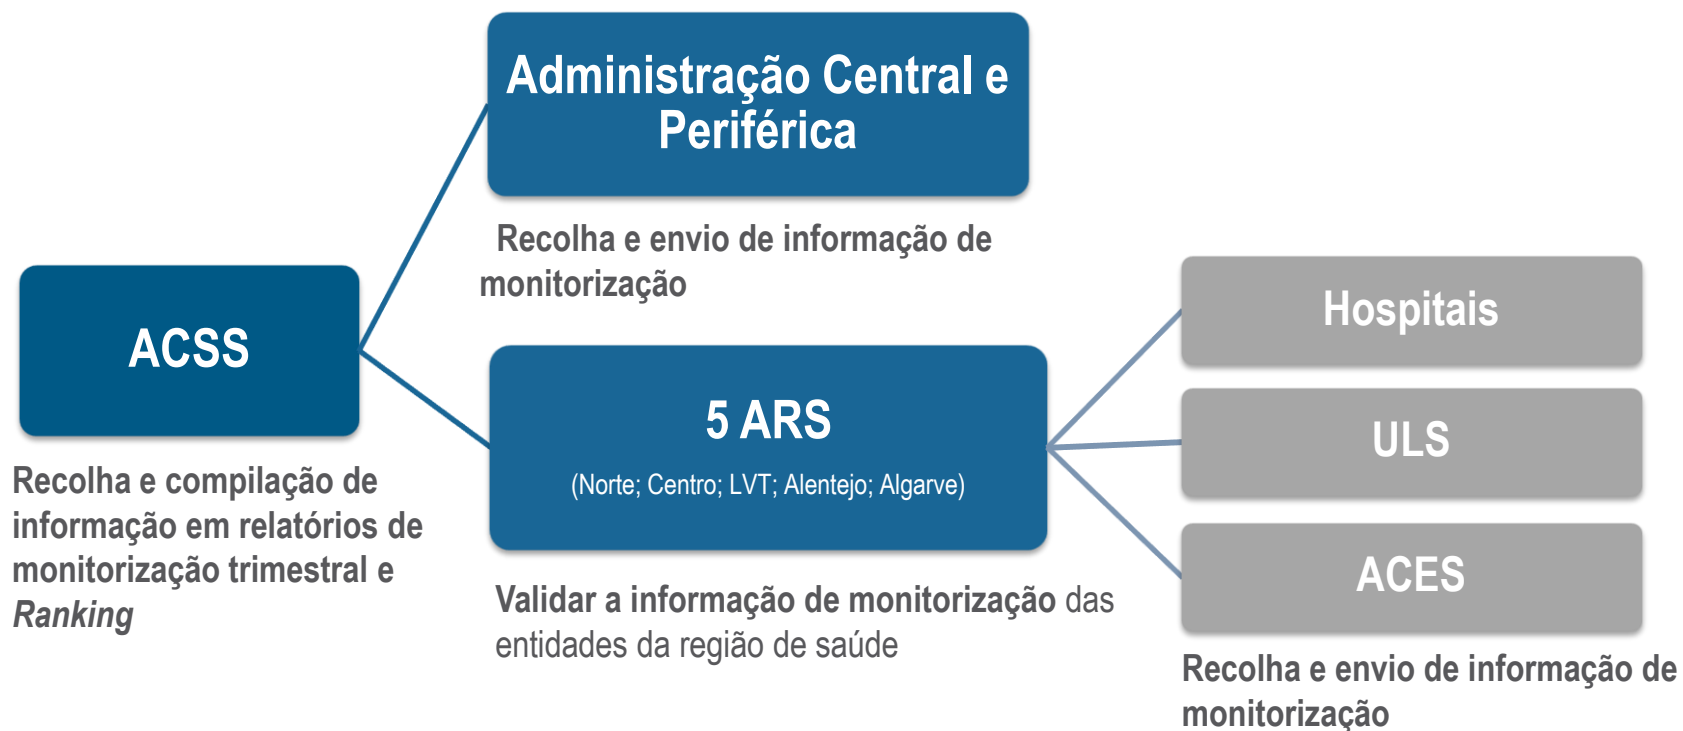 Administração Central e
Periférica
Recolha e envio de informação de
monitorização
ACSS
Recolha e compilação de
informação em relatórios de
monitorização trimestral e
Ranking
5 ARS
(Norte; Centro; LVT; Alentejo; Algarve)
Validar a informação de monitorização das
entidades da região de saúde
Hospitais
ULS
ACES
Recolha e envio de informação de
monitorização